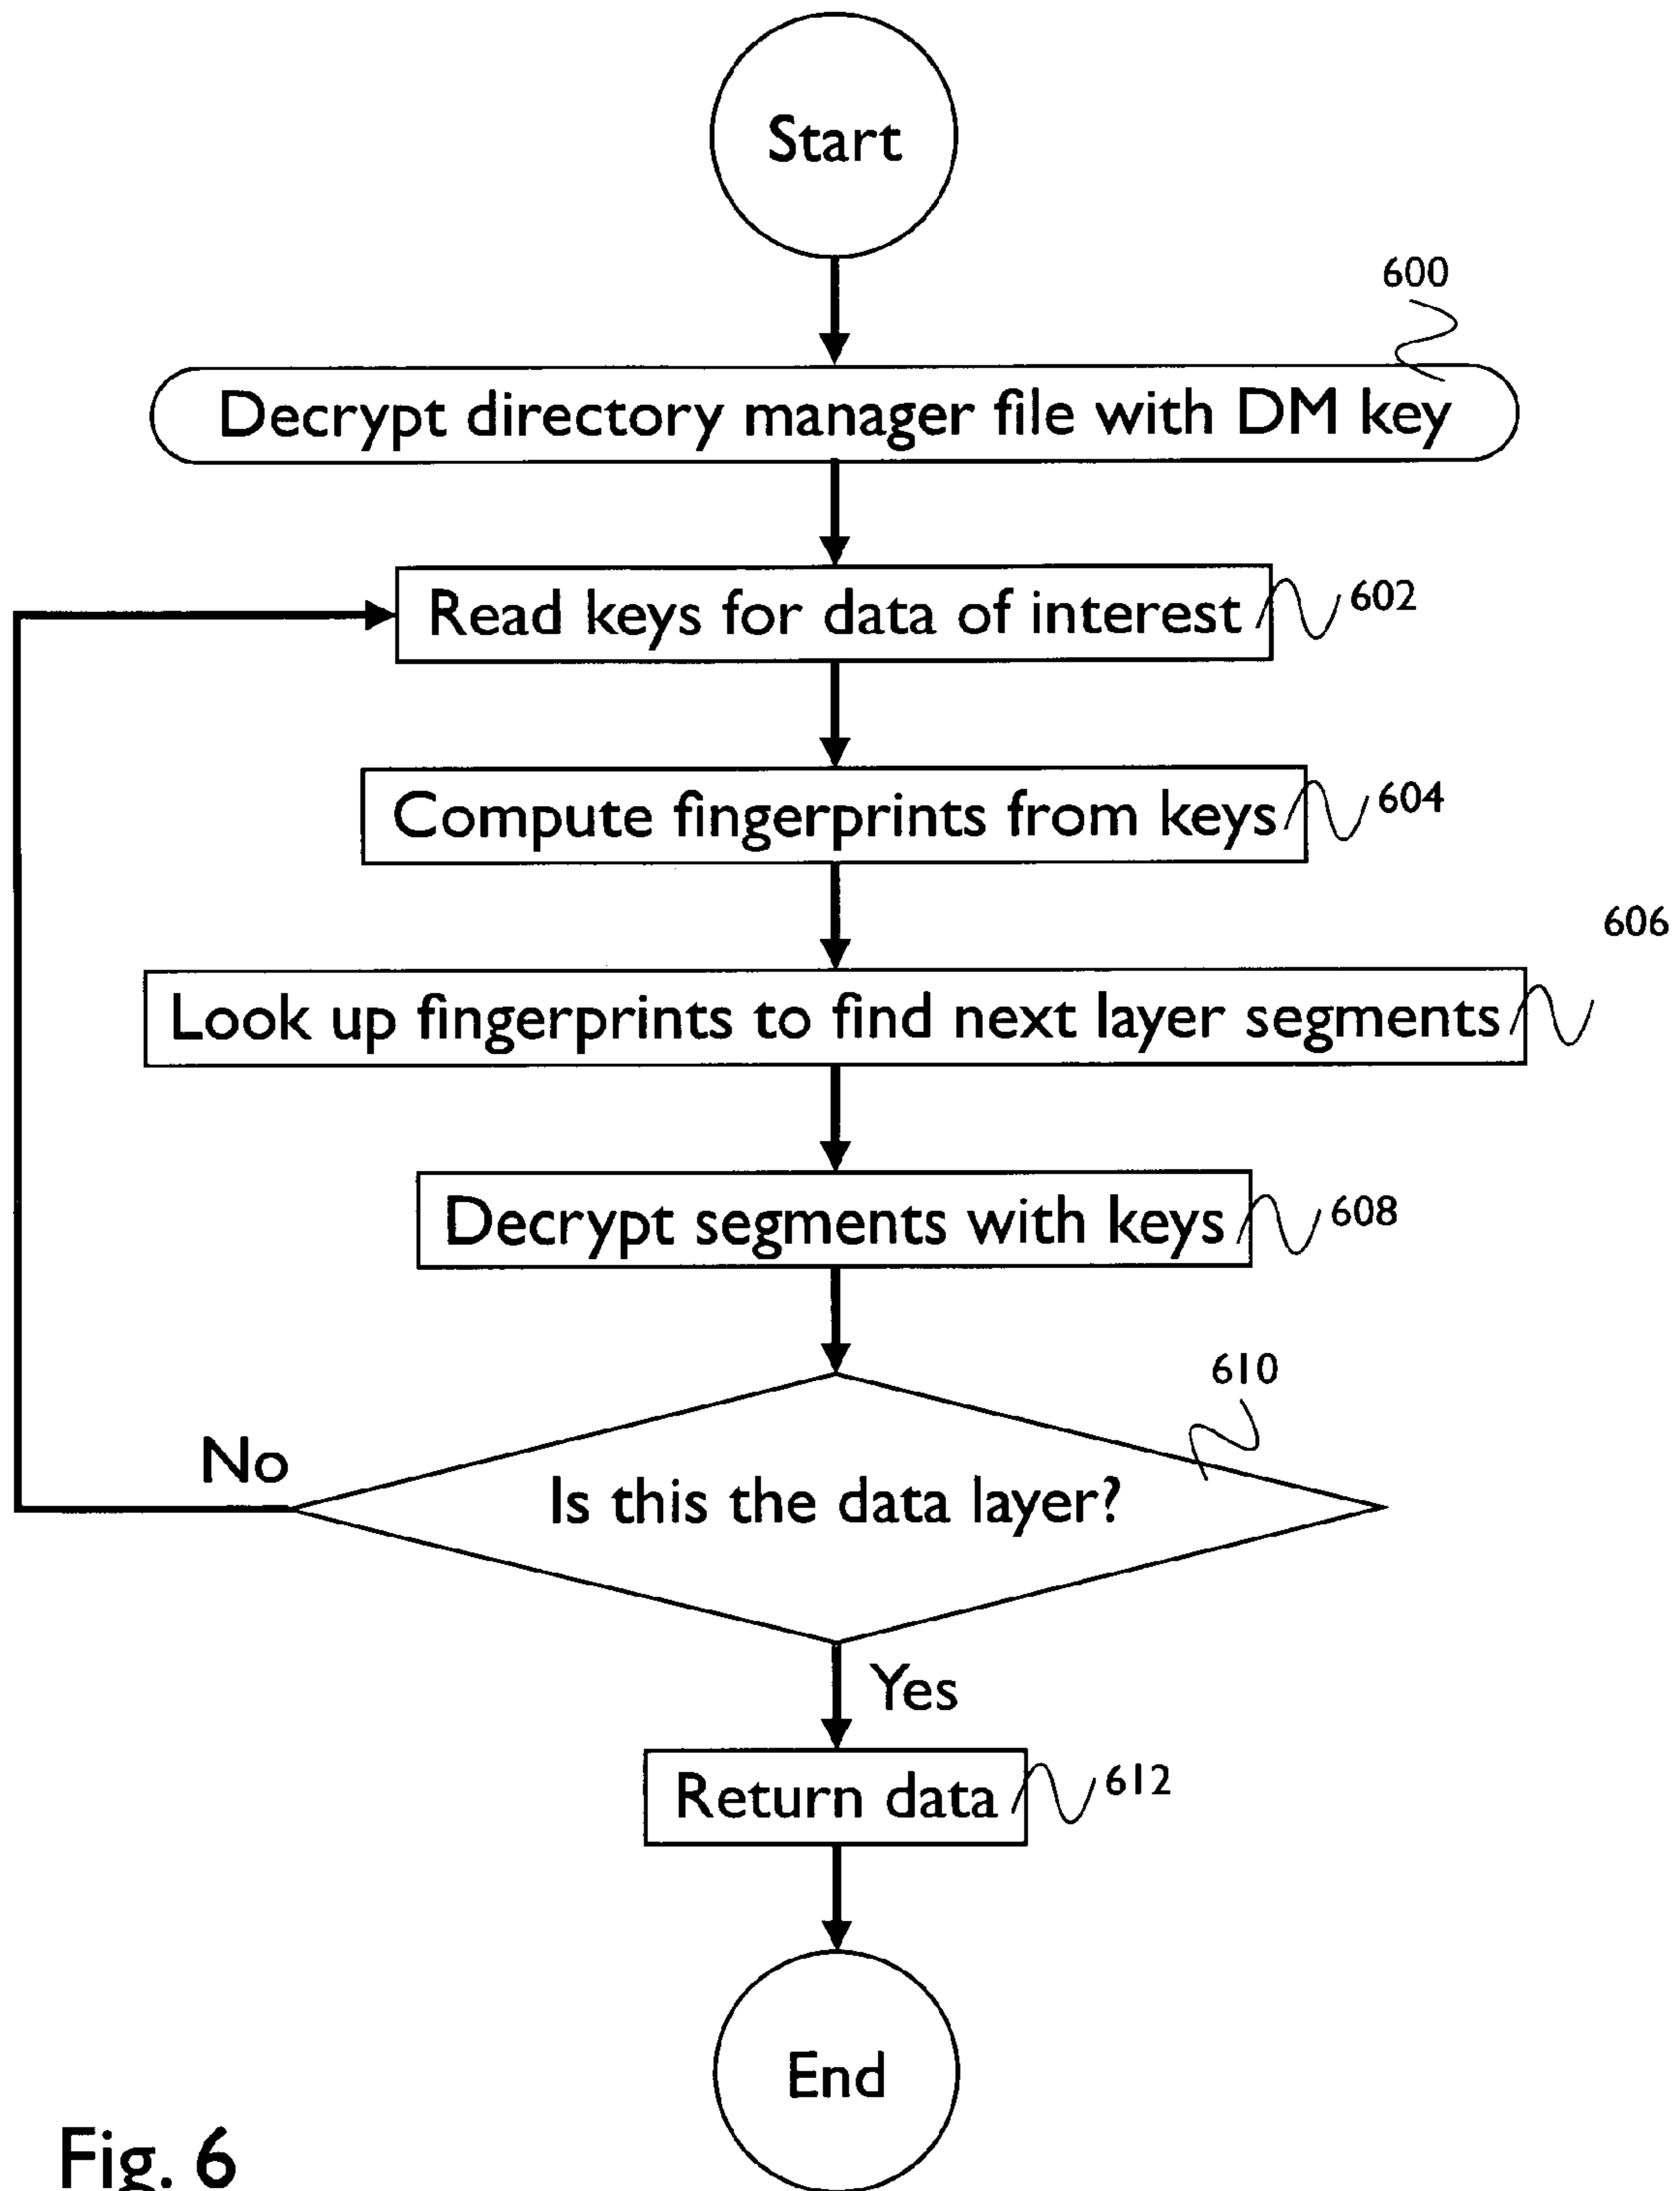 Start
600
Decrypt directory manager file with DM key
Read keys for data of interest
602
Compute fingerprints from keys
604
606
Look up fingerprints to find next layer segments
Decrypt segments with keys
608
610
No
Is this the data layer?
Yes
Return data
612
End
Fig. 6